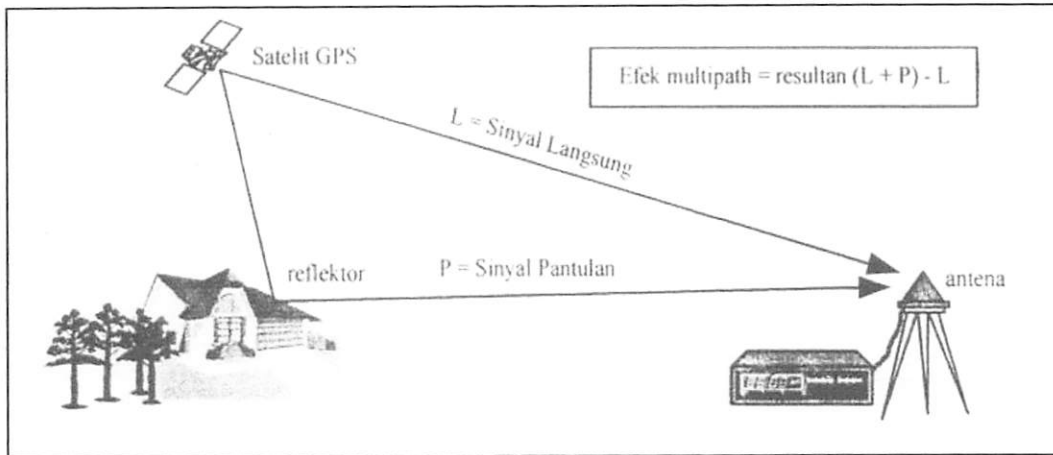 Satelit GPS
Efek multipath = resultan (L + P) - L
L = Sinyal Langsung
reflektor
P = Sinyal Pantulan
antena